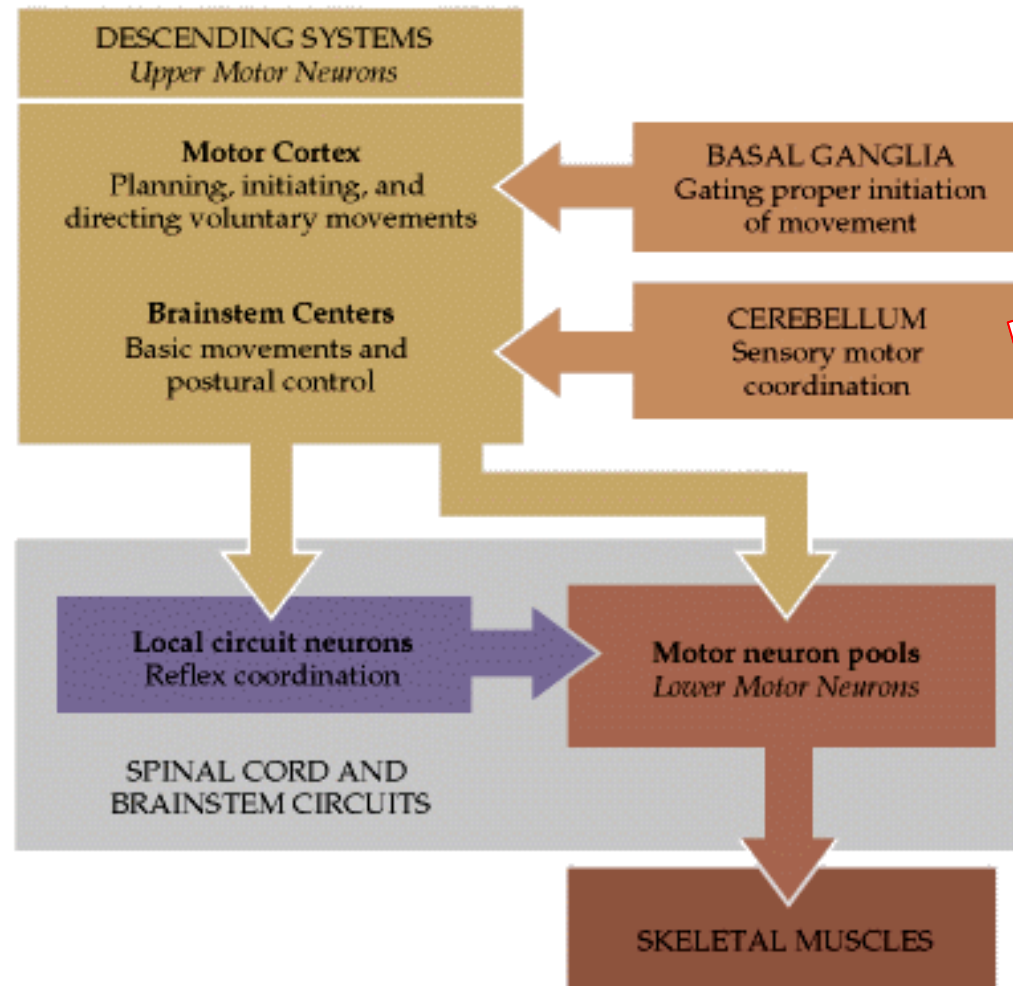 DESCENDING SYSTEMS
Upper Motor Neurons
Motor Cortex
Planning, initiating, and
directing voluntary movements
BASAL GANGLIA
Gating proper initiation
of movement
Brainstem Centers
Basic movements and
postural control
CEREBELLUM
Sensory motor
coordination
Local circuit neurons
Reflex coordination
Motor neuron pools
Lower Motor Neurons
SPINAL CORD AND
BRAINSTEM CIRCUITS
SKELETAL MUSCLES